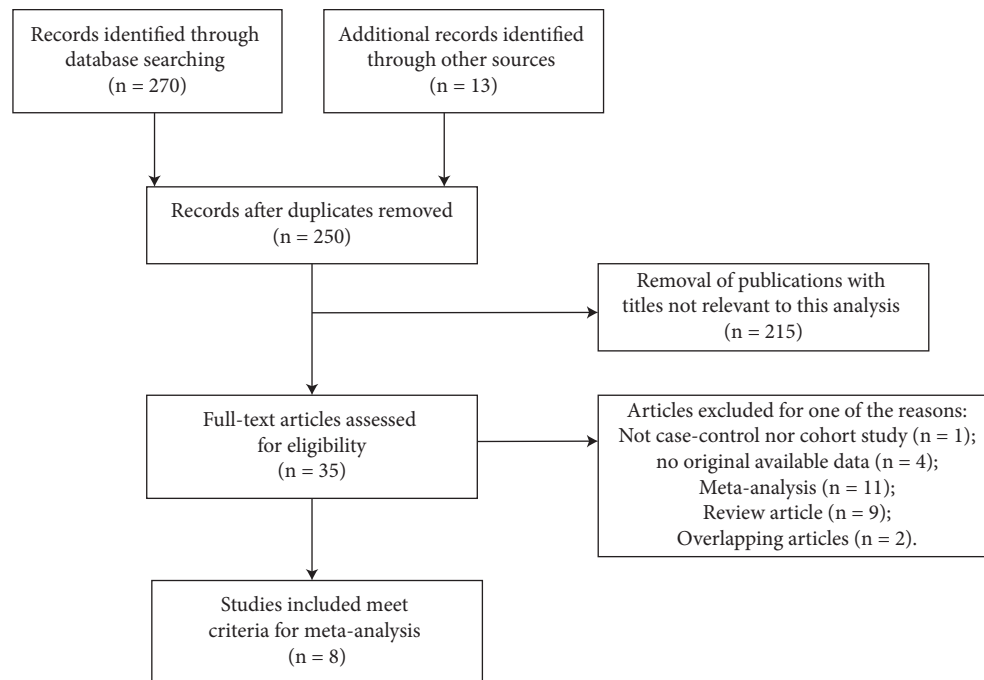 Records identified through
database searching
(n = 270)
Additional records identified
through other sources
(n = 13)
Records after duplicates removed
(n = 250)
Removal of publications with
titles not relevant to this analysis
(n = 215)
Full-text articles assessed
for eligibility
(n = 35)
Articles excluded for one of the reasons:
Not case-control nor cohort study (n = 1);
no original available data (n = 4);
Meta-analysis (n = 11);
Review article (n = 9);
Overlapping articles (n = 2).
Studies included meet
criteria for meta-analysis
(n = 8)